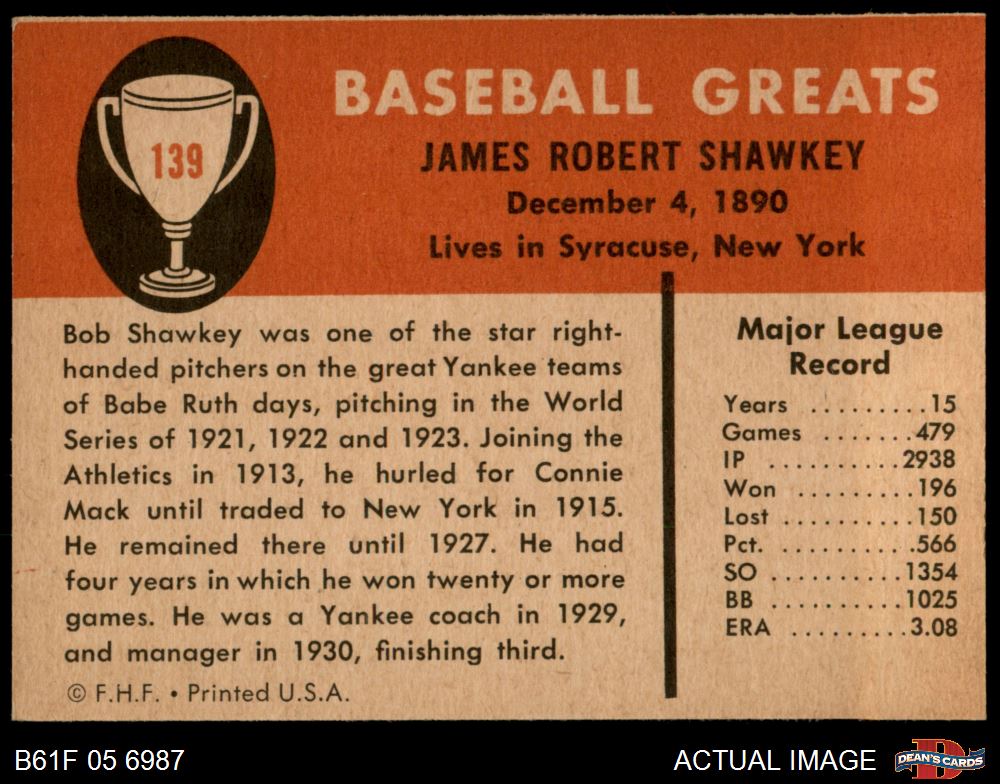 139
BASEBALL GREATS
JAMES ROBERT SHAWKEY
December 4, 1890
Lives in Syracuse, New York
Bob Shawkey was one of the star right-
handed pitchers on the great Yankee teams
of Babe Ruth days, pitching in the World
Series of 1921, 1922 and 1923. Joining the
Athletics in 1913, he hurled for Connie
Mack until traded to New York in 1915.
He remained there until 1927. He had
four years in which he won twenty or more
games. He was a Yankee coach in 1929,
and manager in 1930, finishing third.
© F.H.F. • Printed U.S.A.
Major League
Record
Years .........15
Games .......479
IP ..........2938
Won .........196
Lost ..........150
Pct. ..........566
SO ..........1354
BB ..........1025
ERA .........3.08
B61F 05 6987
ACTUAL IMAGE
D
DEAN'S CARDS